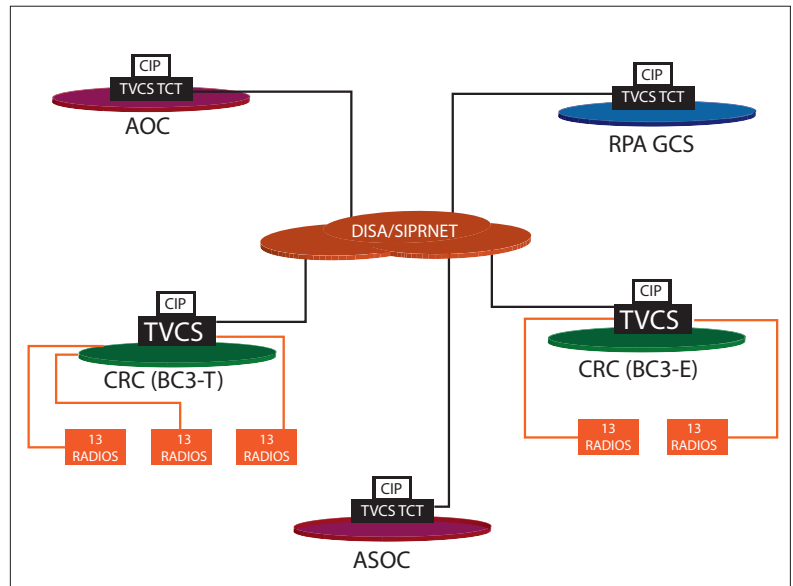 CIP
TVCS TCT
AOC
CIP
TVCS TCT
RPA GCS
DISA/SIPRNET
CIP
TVCS
CRC (BC3-T)
CIP
TVCS
CRC (BC3-E)
13
RADIOS
13
RADIOS
13
RADIOS
13
RADIOS
13
RADIOS
CIP
TVCS TCT
ASOC